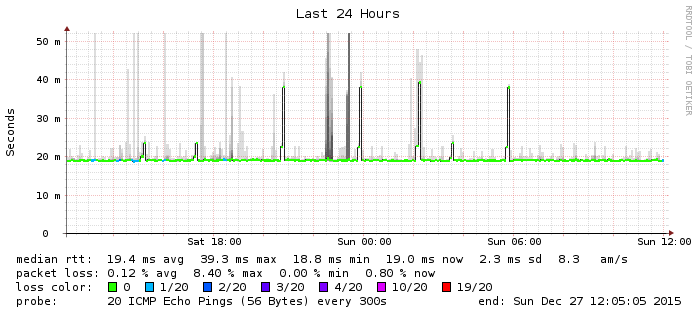 Last 24 Hours
RRDTOOL / TOBI OETIKER
Seconds
50 m
40 m
30 m
20 m
10 m
0
Sat 18:00 Sun 00:00 Sun 06:00 Sun 12:00
median rtt: 19.4 ms avg 39.3 ms max 18.8 ms min 19.0 ms now 2.3 ms sd 8.3 am/s
packet loss: 0.12 % avg 8.40 % max 0.00 % min 0.80 % now
loss color: 0 1/20 2/20 3/20 4/20 10/20 19/20
probe: 20 ICMP Echo Pings (56 Bytes) every 300s end: Sun Dec 27 12:05:05 2015